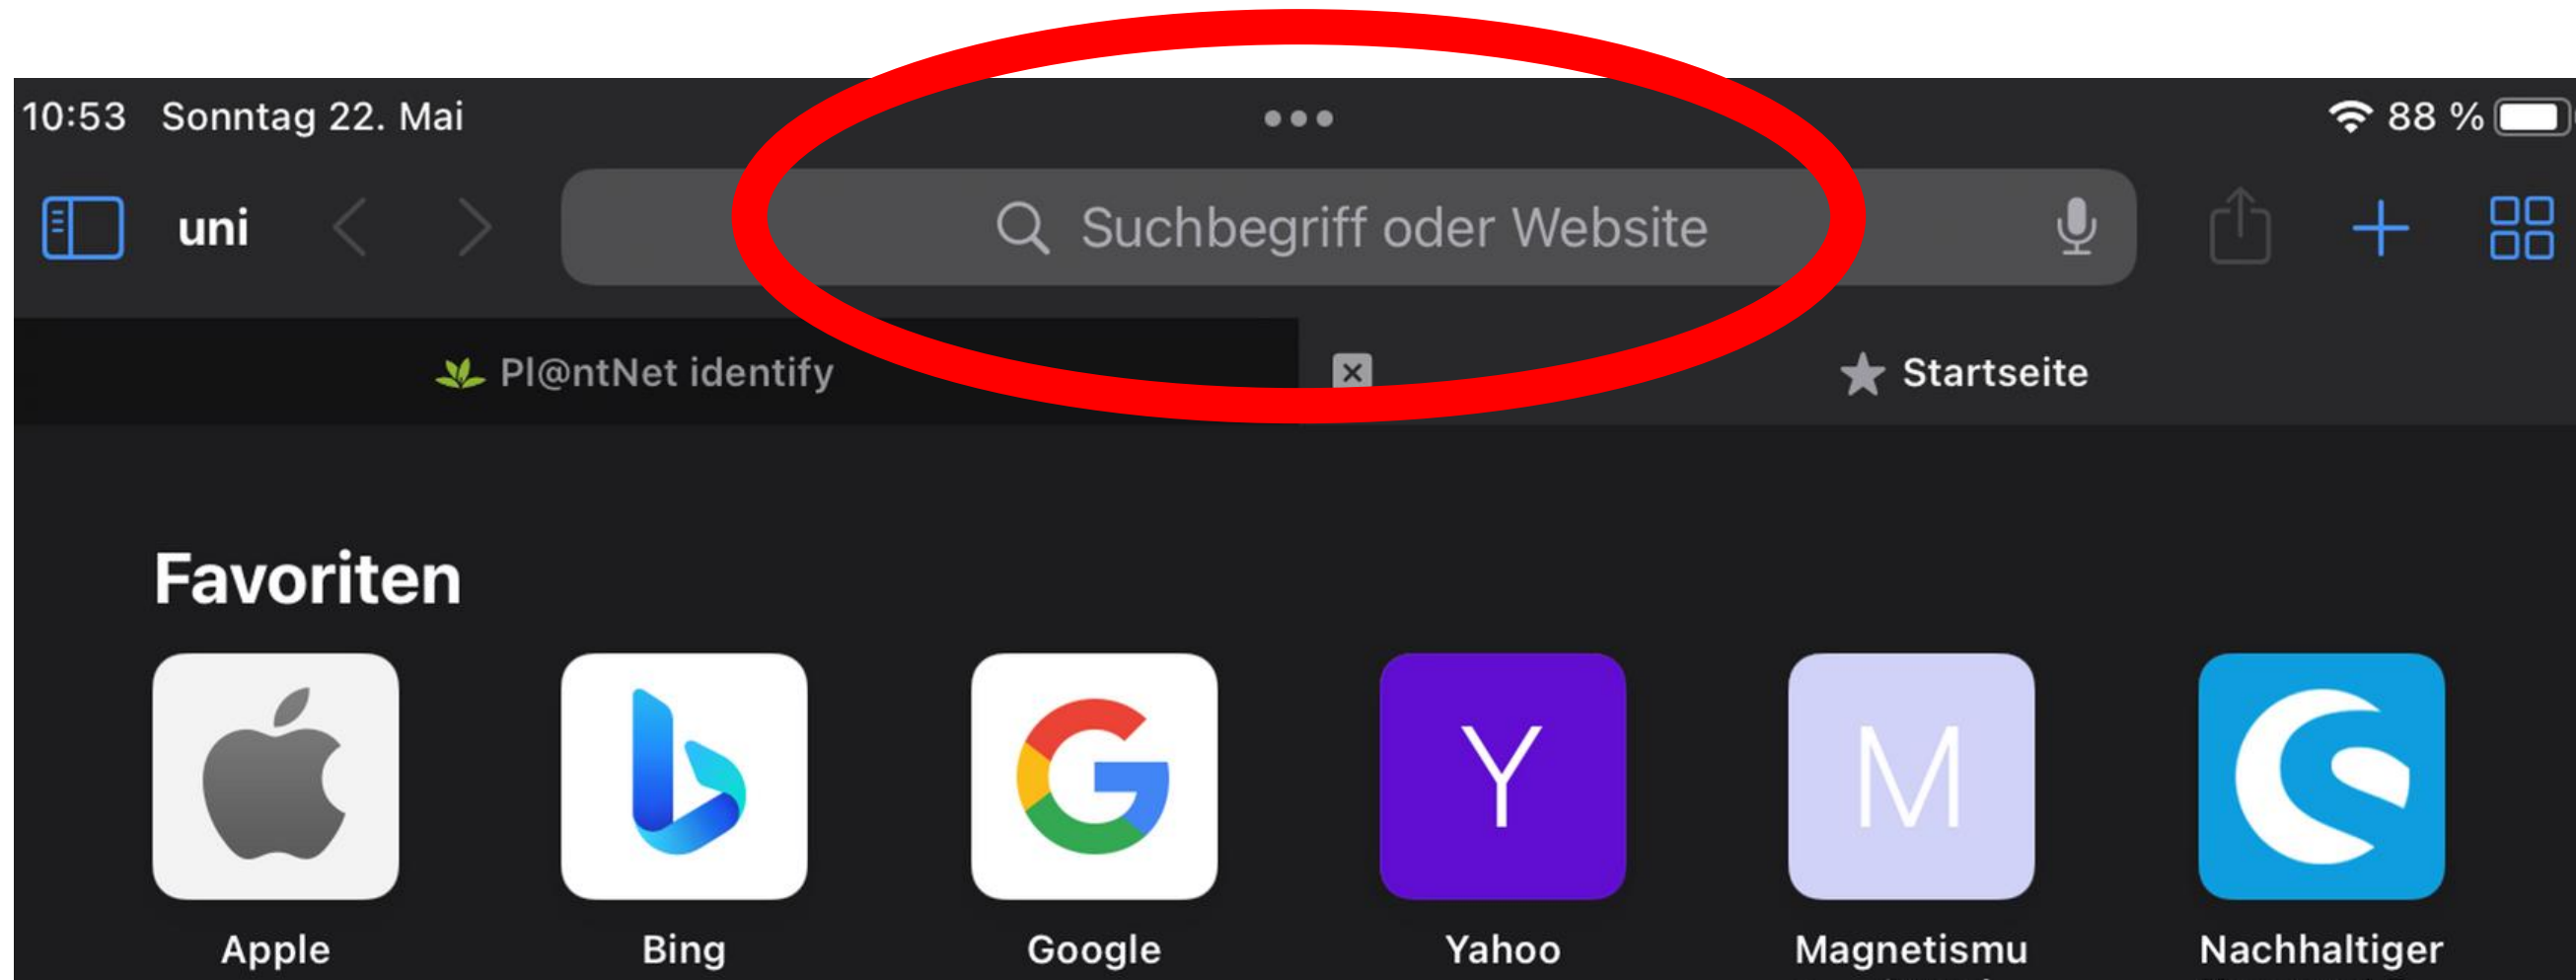 10:53 Sonntag 22. Mai 88 %
uni Suchbegriff oder Website
Pl@ntNet identify Startseite
Favoriten
Y M
Apple Bing Google Yahoo Magnetismu Nachhaltiger